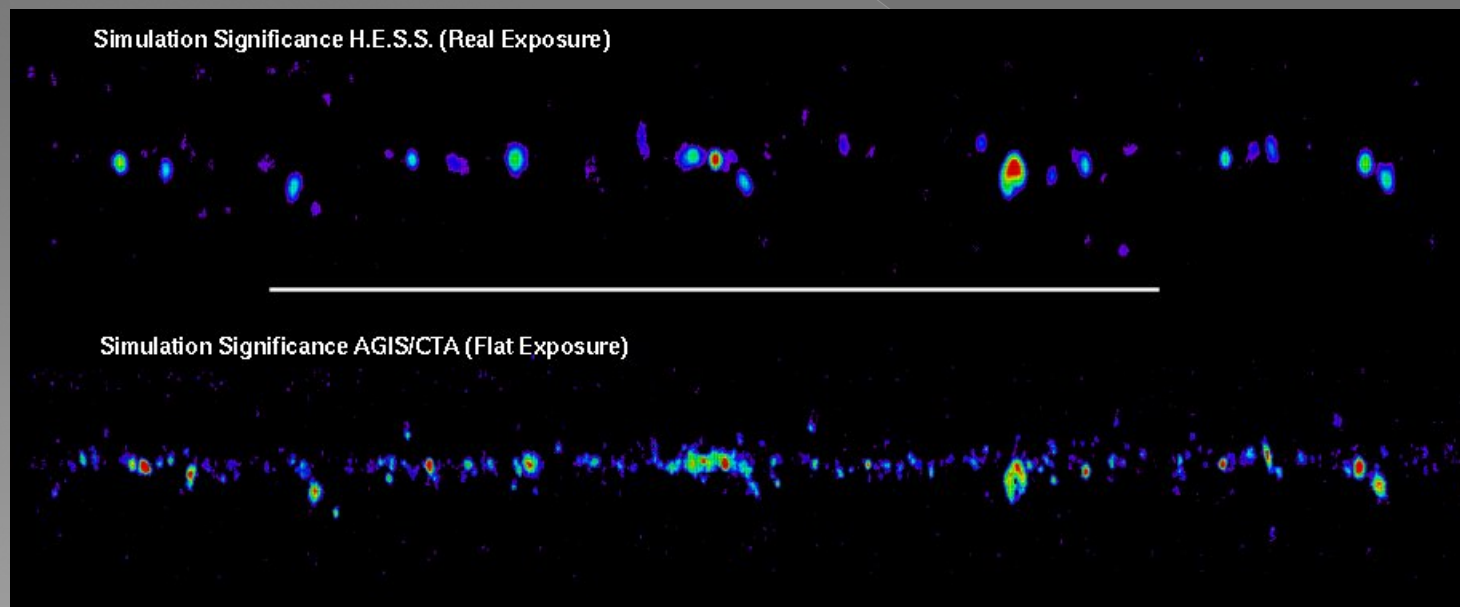 Simulation Significance H.E.S.S. (Real Exposure)
Simulation Significance AGIS/CTA (Flat Exposure)